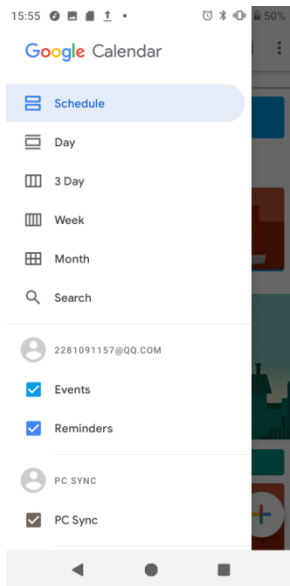 15:55 50%
Google Calendar
Schedule
Day
3 Day
Week
Month
Search
2281091157@QQ.COM
Events
Reminders
PC SYNC
PC Sync